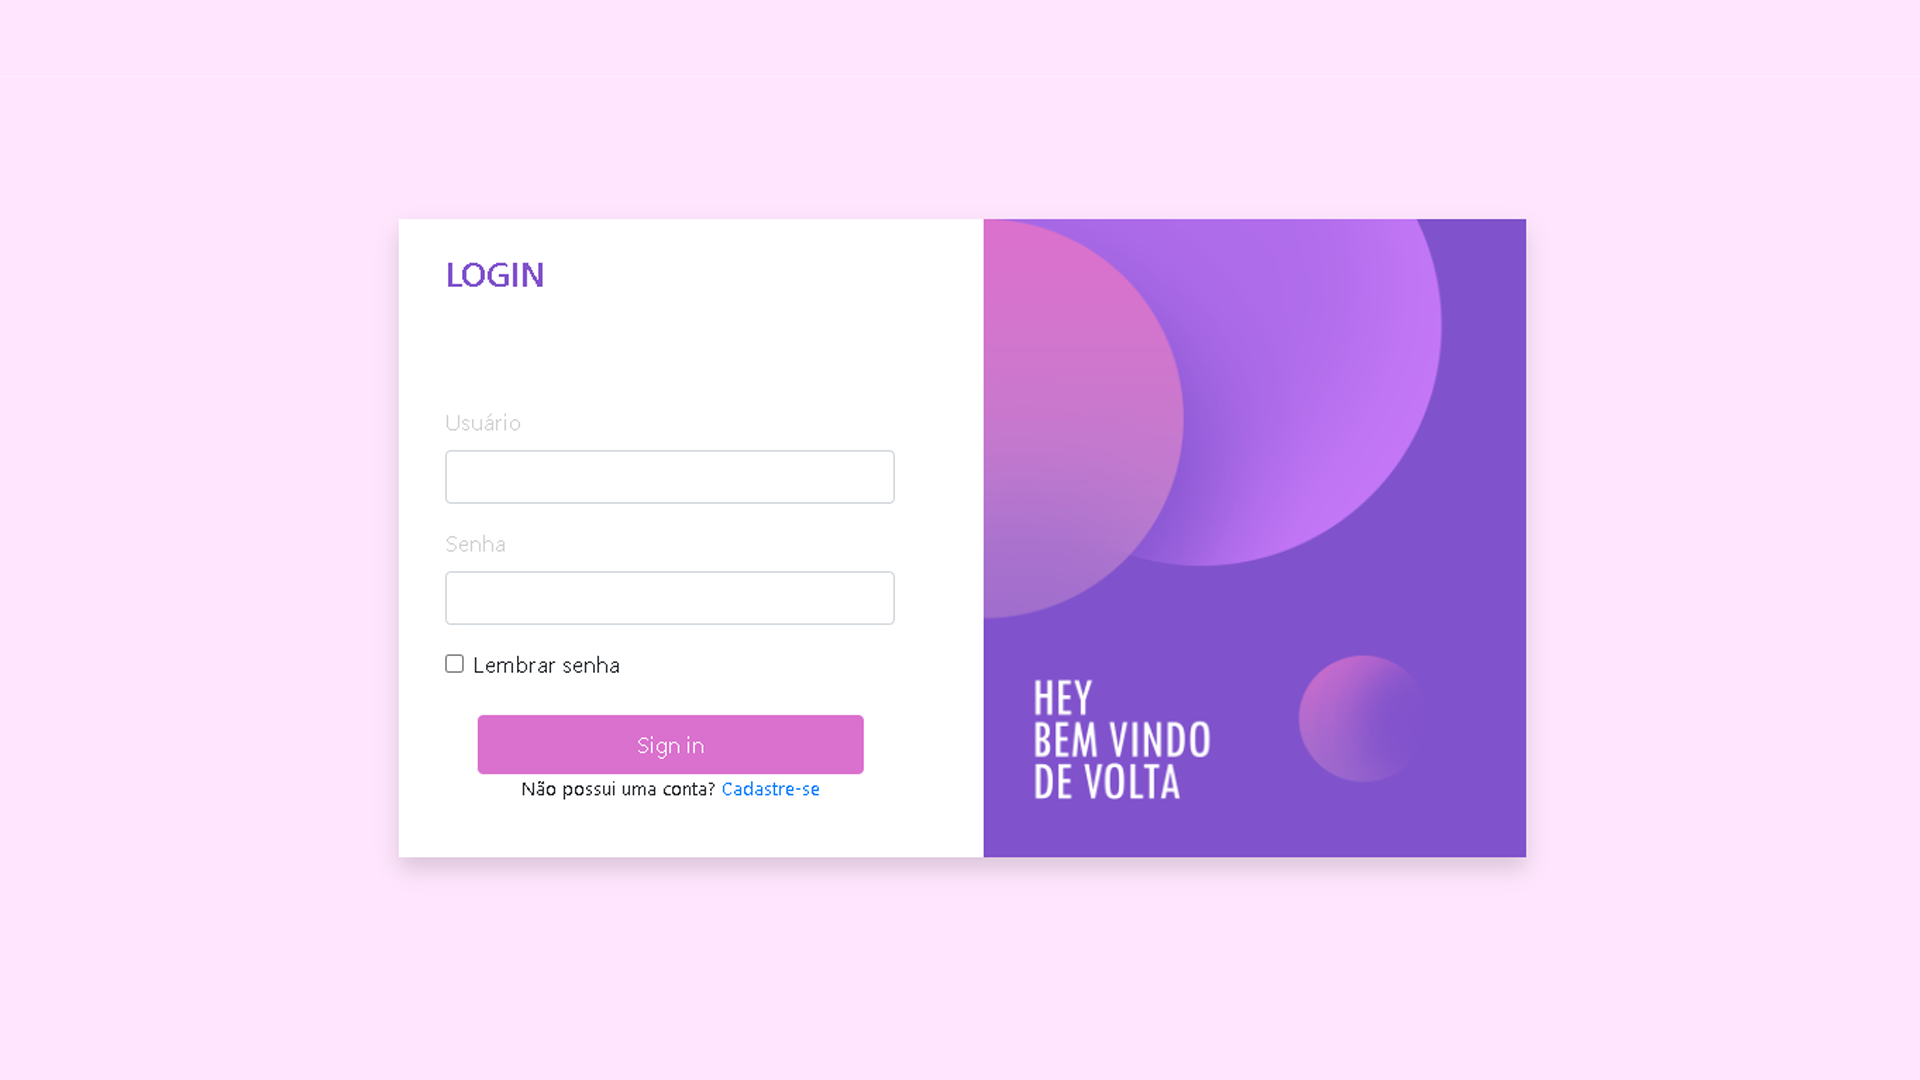 LOGIN
Usuário
Senha
Lembrar senha
Sign in
Não possui uma conta? Cadastre-se
HEY
BEM VINDO
DE VOLTA